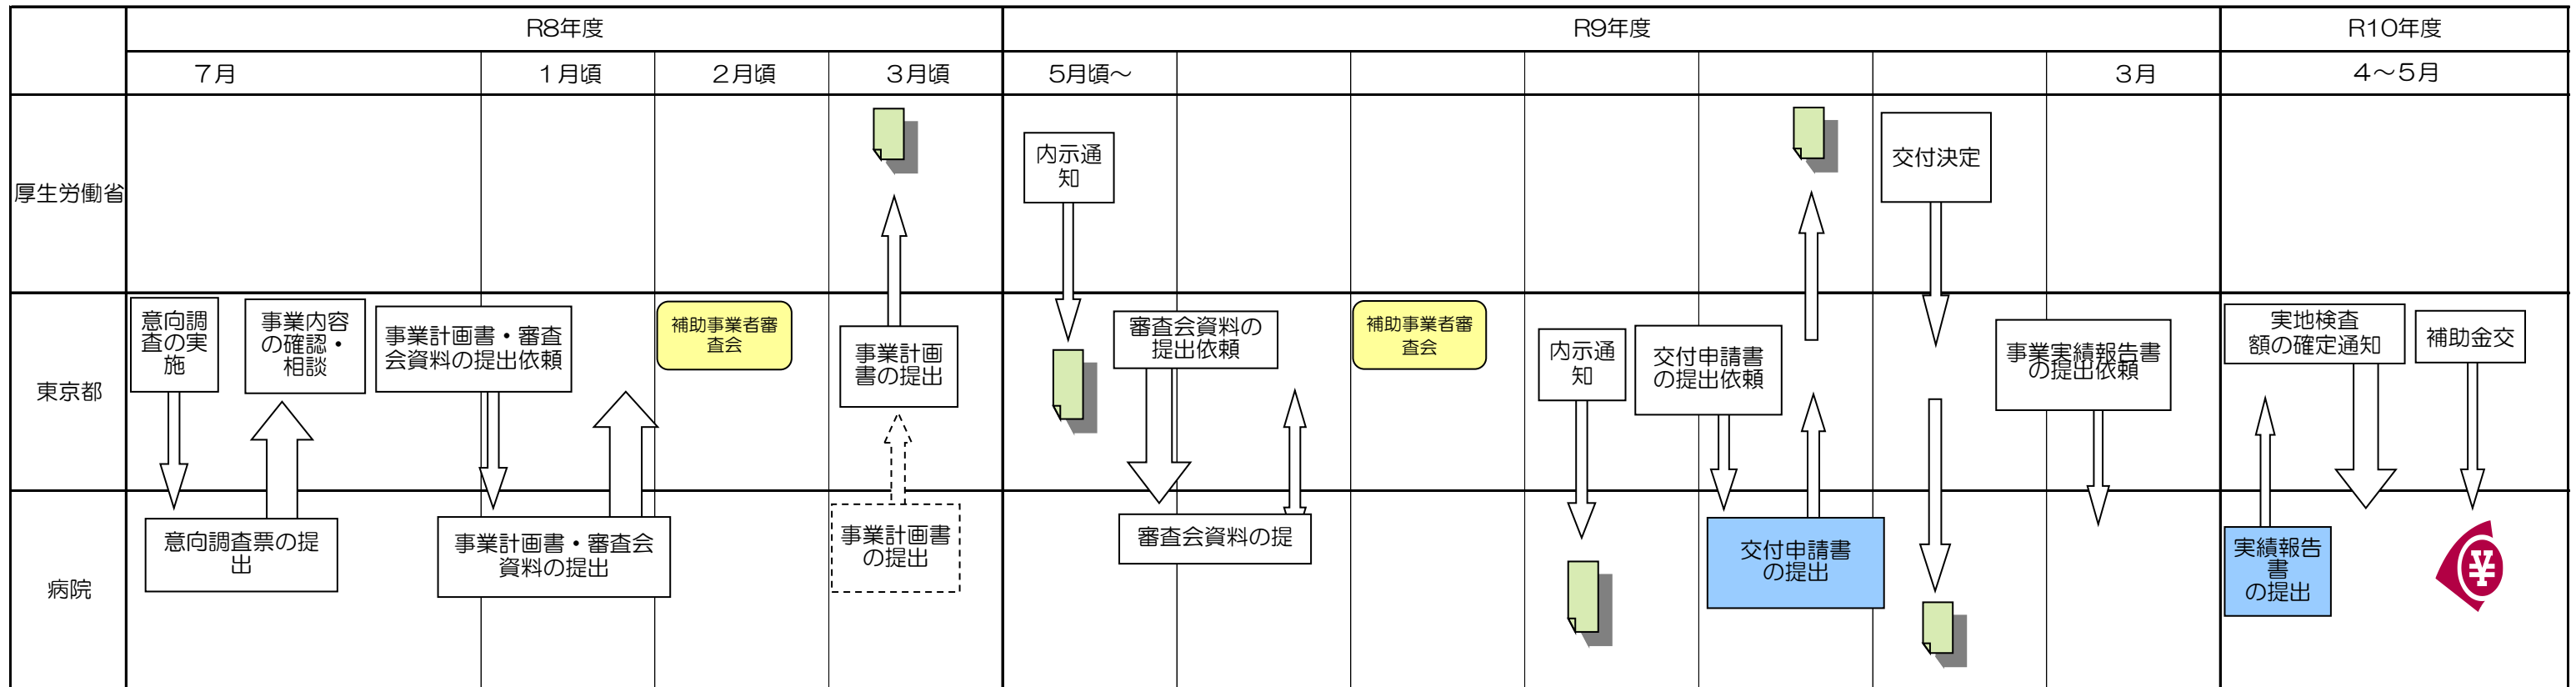 R8年度
R9年度
R10年度
7月
1月頃
2月頃
3月頃
5月頃～
3月
4～5月
厚生労働省
内示通
知
交付決定
東京都
意向調
査の実
施
事業内容
の確認・
相談
事業計画書・審査
会資料の提出依頼
補助事業者審
査会
事業計画
書の提出
審査会資料の
提出依頼
補助事業者審
査会
内示通
知
交付申請書
の提出依頼
事業実績報告書
の提出依頼
実地検査
額の確定通知
補助金交
病院
意向調査票の提
出
事業計画書・審査会
資料の提出
事業計画書
の提出
審査会資料の提
交付申請書
の提出
実績報告
書
の提出
¥